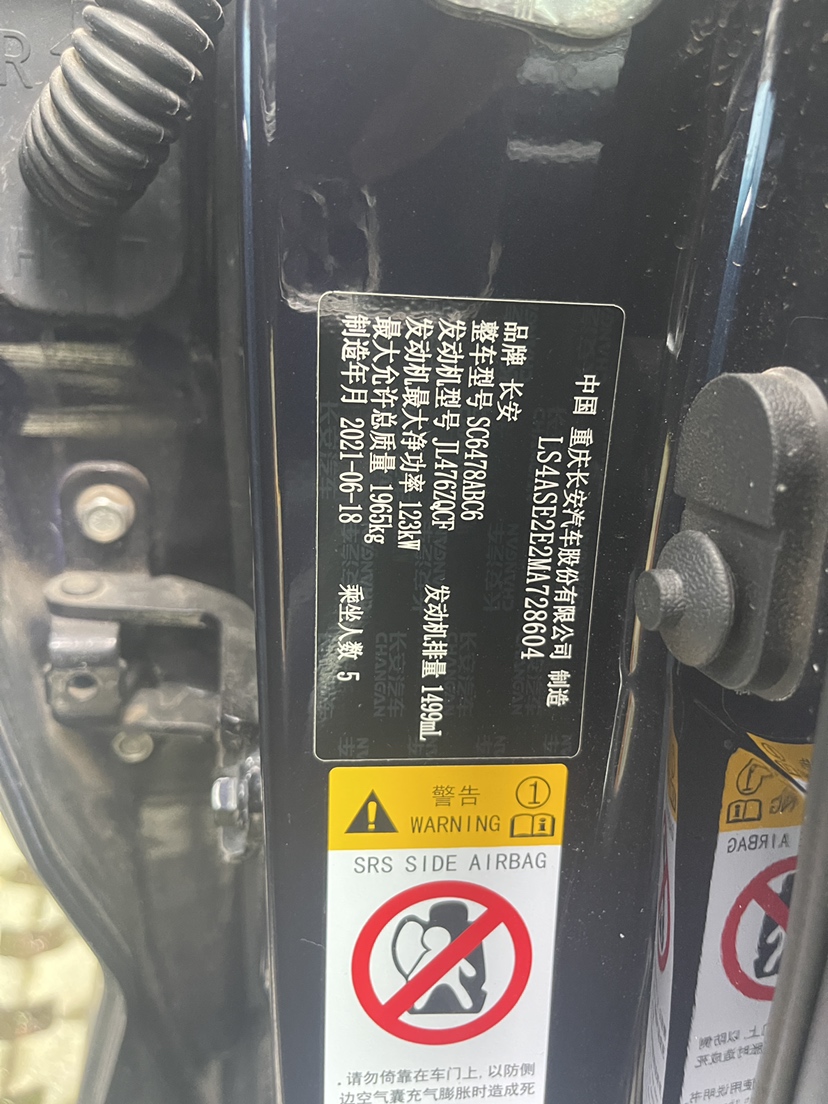 中国 重庆长安汽车股份有限公司 制造
LS4ASE2E2MA728604
品牌 长安
整车型号 SC6478ABC6
发动机型号 JL476ZQCF 发动机排量 1499mL
发动机最大净功率 123kW
最大允许总质量 1965kg 乘坐人数 5
制造年月 2021-06-18
警告
WARNING
1
SRS SIDE AIRBAG
.请勿倚靠在车门上,以防侧
边空气囊充气膨胀时造成死